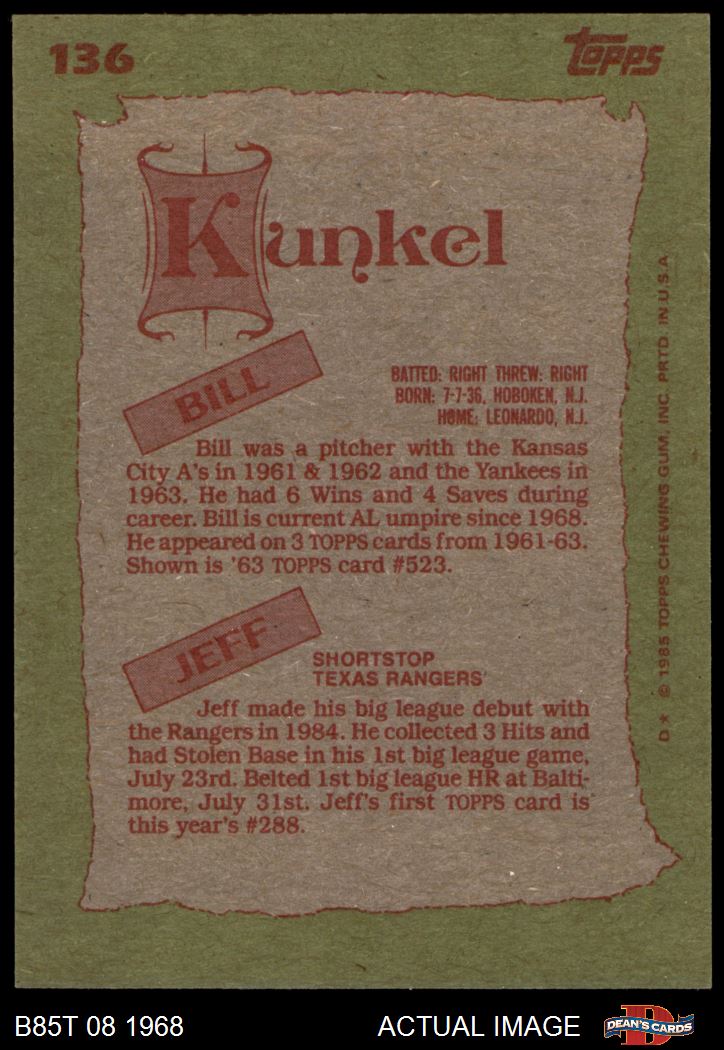 136
TOPPS
Kunkel
BILL
BATTED: RIGHT THREW: RIGHT
BORN: 7-7-36, HOBOKEN, N.J.
HOME: LEONARDO, N.J.
Bill was a pitcher with the Kansas
City A's in 1961 & 1962 and the Yankees in
1963. He had 6 Wins and 4 Saves during
career. Bill is current AL umpire since 1968.
He appeared on 3 TOPPS cards from 1961-63.
Shown is '63 TOPPS card #523.
JEFF
SHORTSTOP
TEXAS RANGERS
Jeff made his big league debut with
the Rangers in 1984. He collected 3 Hits and
had Stolen Base in his 1st big league game,
July 23rd. Belted 1st big league HR at Balti-
more, July 31st. Jeff's first TOPPS card is
this year's #288.
D* © 1985 TOPPS CHEWING GUM, INC. PRTD. IN U.S.A.
B85T 08 1968
ACTUAL IMAGE
DEAN'S CARDS